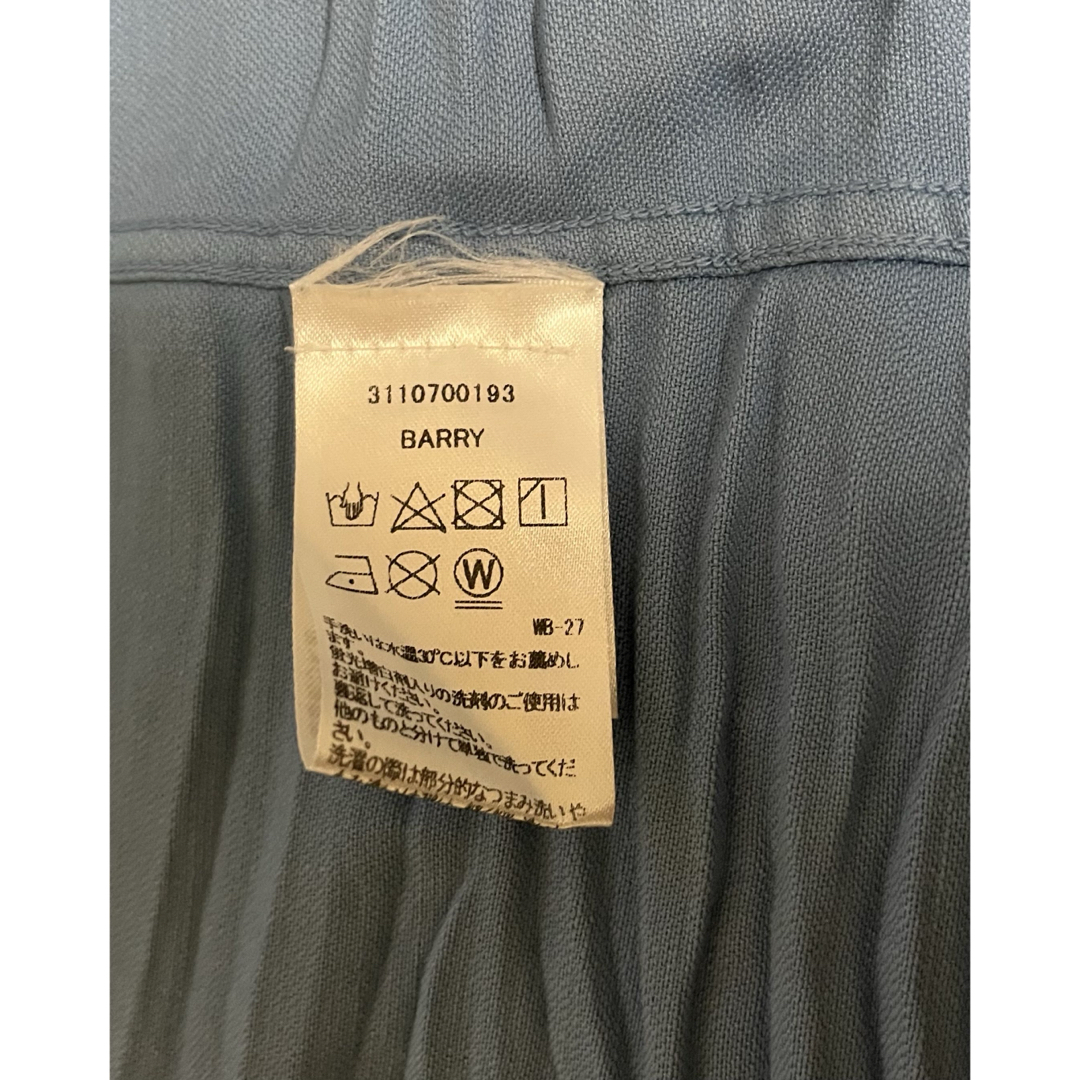 3110700193
BARRY
W
WB-27
手洗いは水温30℃以下をお薦めし
ます。
蛍光増白剤入りの洗剤のご使用は
お避けください。
裏返して洗ってください。
他のものと分けて単独で洗ってくだ
さい。
洗濯の際は部分的なつまみ洗いや